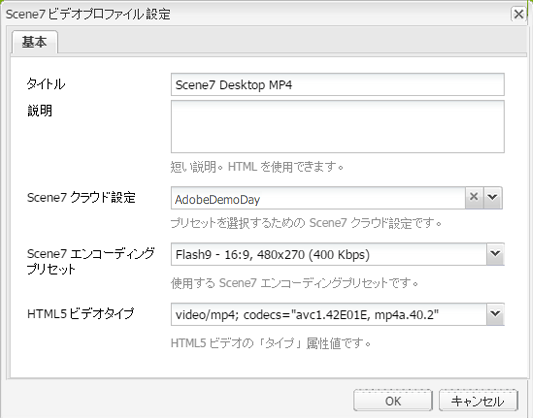 Scene7 ビデオプロファイル設定
基本
タイトル
Scene7 Desktop MP4
説明
短い説明。HTML を使用できます。
Scene7 クラウド設定
AdobeDemoDay
プリセットを選択するための Scene7 クラウド設定です。
Scene7 エンコーディング
プリセット
Flash9 - 16:9, 480x270 (400 Kbps)
使用する Scene7 エンコーディングプリセットです。
HTML5 ビデオタイプ
video/mp4; codecs="avc1.42E01E, mp4a.40.2"
HTML5 ビデオの「タイプ」属性値です。
OK
キャンセル